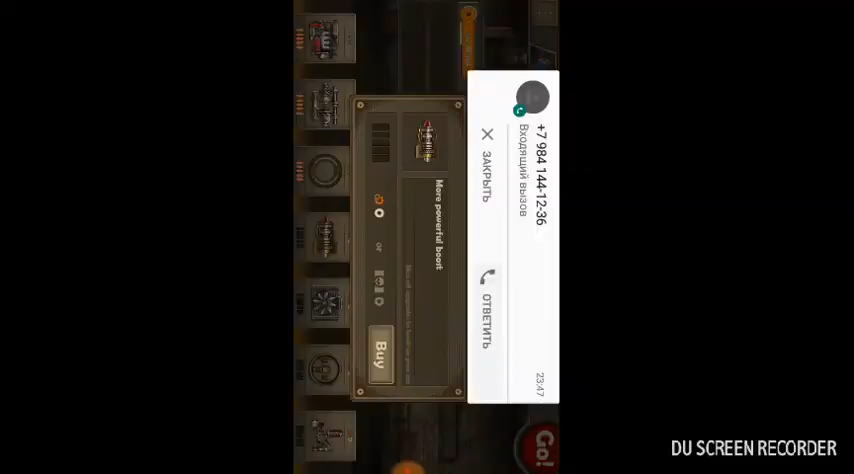 +7 984 144-12-36
Входящий вызов
23:47
ЗАКРЫТЬ
ОТВЕТИТЬ
More powerful boost
or
Buy
Go!
DU SCREEN RECORDER